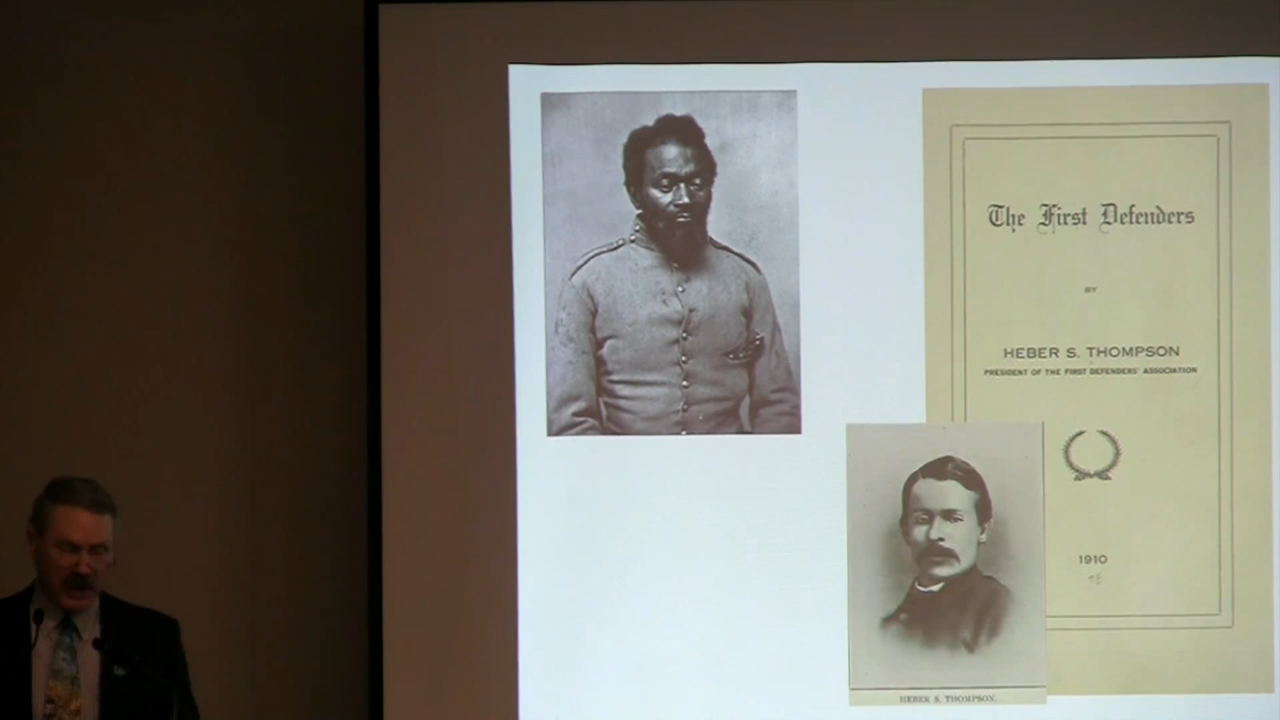 The First Defenders
BY
HEBER S. THOMPSON
PRESIDENT OF THE FIRST DEFENDERS' ASSOCIATION
1910
HEBER S. THOMPSON.